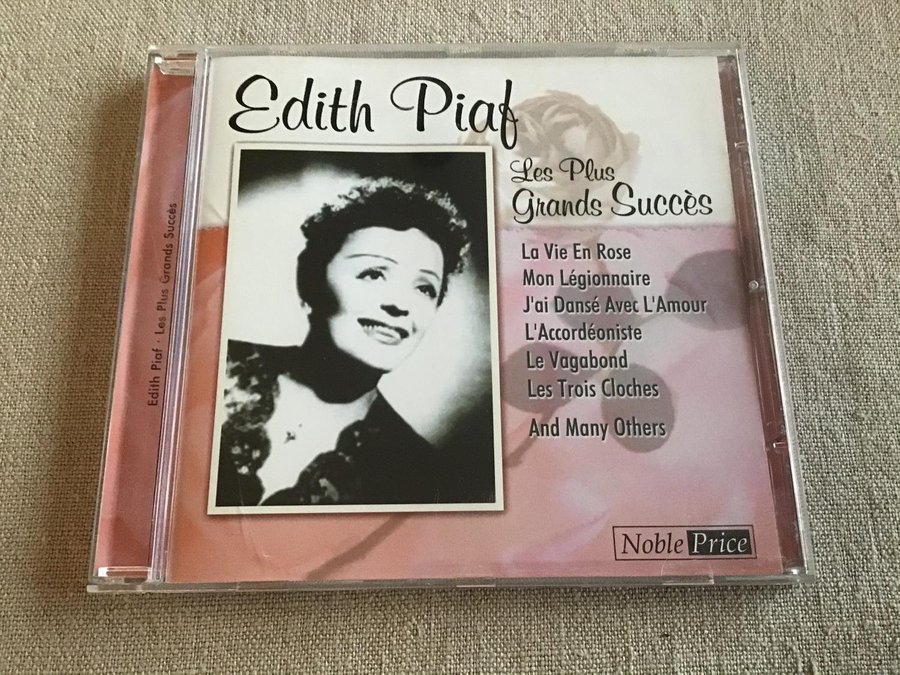 Edith Piaf
Les Plus
Grands Succès
La Vie En Rose
Mon Légionnaire
J'ai Dansé Avec L'Amour
L'Accordéoniste
Le Vagabond
Les Trois Cloches
And Many Others
Noble Price
Edith Piaf · Les Plus Grands Succès